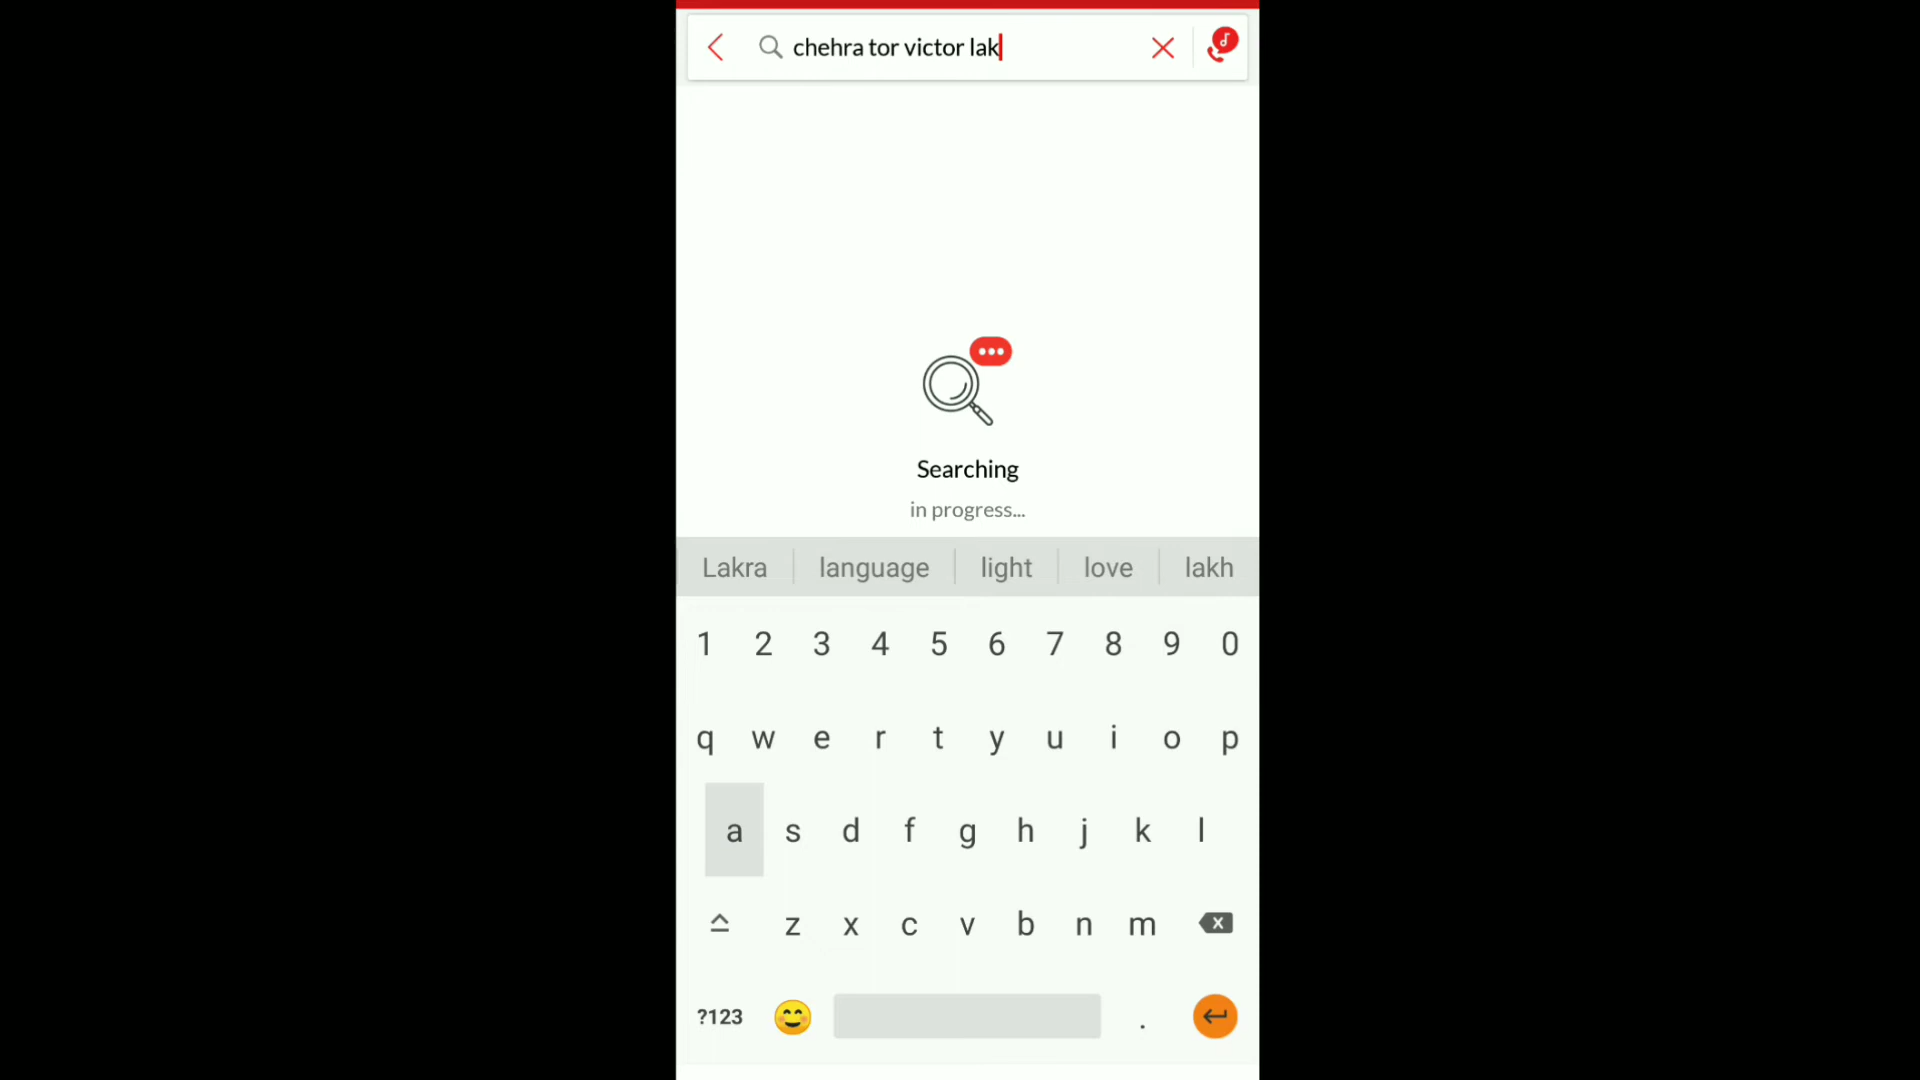 chehra tor victor lak
Searching
in progress...
Lakra language light love lakh
1 2 3 4 5 6 7 8 9 0
q w e r t y u i o p
a s d f g h j k l
z x c v b n m
?123 .